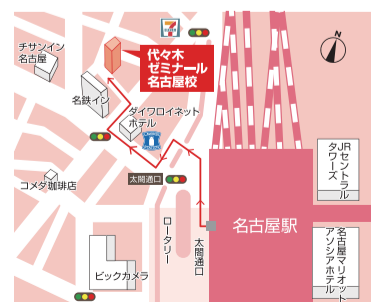 N
チサンイン
名古屋
代々木
ゼミナール
名古屋校
名鉄イン
ダイワロイネット
ホテル
LAWSON
コメダ珈琲店
太閤通口
ロータリー
太閤通口
名古屋駅
JRセントラル
タワーズ
名古屋マリオット
アソシアホテル
ビックカメラ